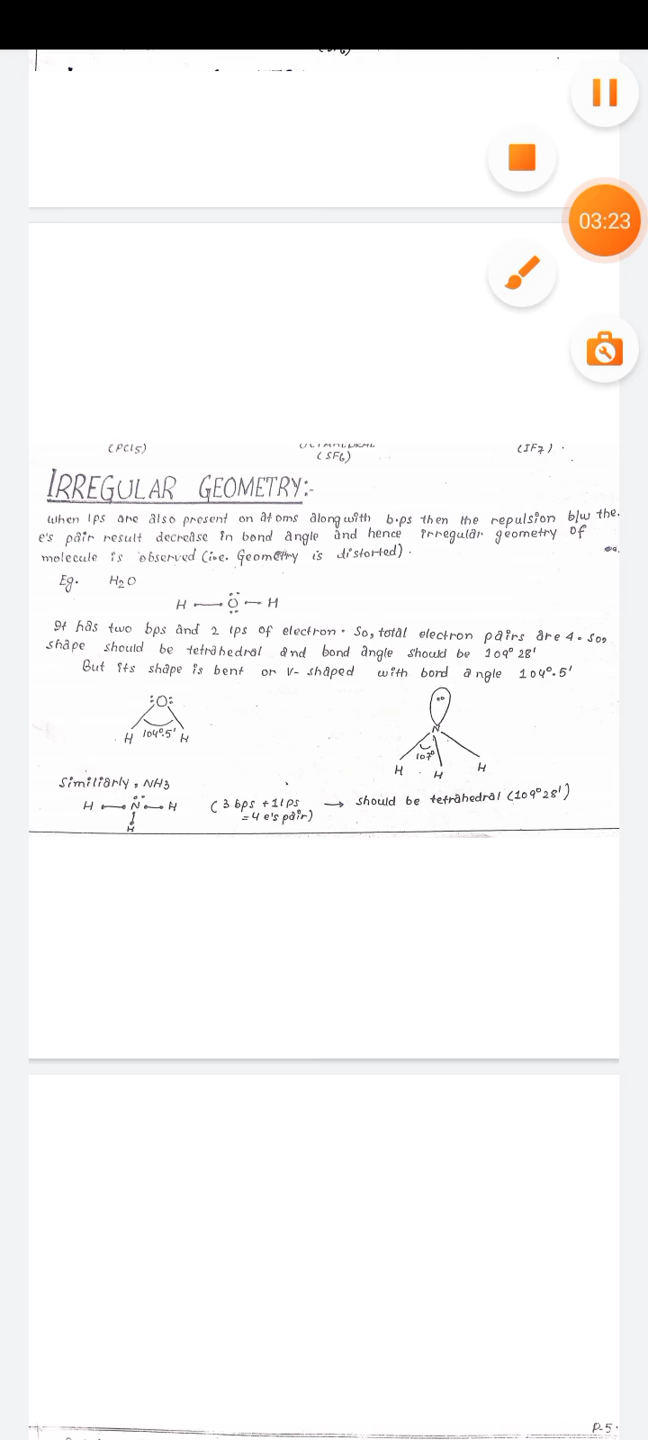 03:23
(PCl5)
(SF6)
(IF7).
IRREGULAR GEOMETRY:-
When lps are also present on atoms alongwith b.ps then the repulsion b/w the
e's pair result decrease in bond angle and hence irregular geometry of
molecule is observed (i.e. Geometry is distorted).
Eg. H2O
H — Ö — H
It has two bps and 2 lps of electron. So, total electron pairs are 4. So,
shape should be tetrahedral and bond angle should be 109° 28'
But its shape is bent or V-shaped with bord angle 104°.5'
:O:
H 104°.5' H
N
107°
H H H
Similiarly, NH3
H — N — H (3 bps + 1 lps → should be tetrahedral (109°28')
= 4 e's pair)
H
P.5.